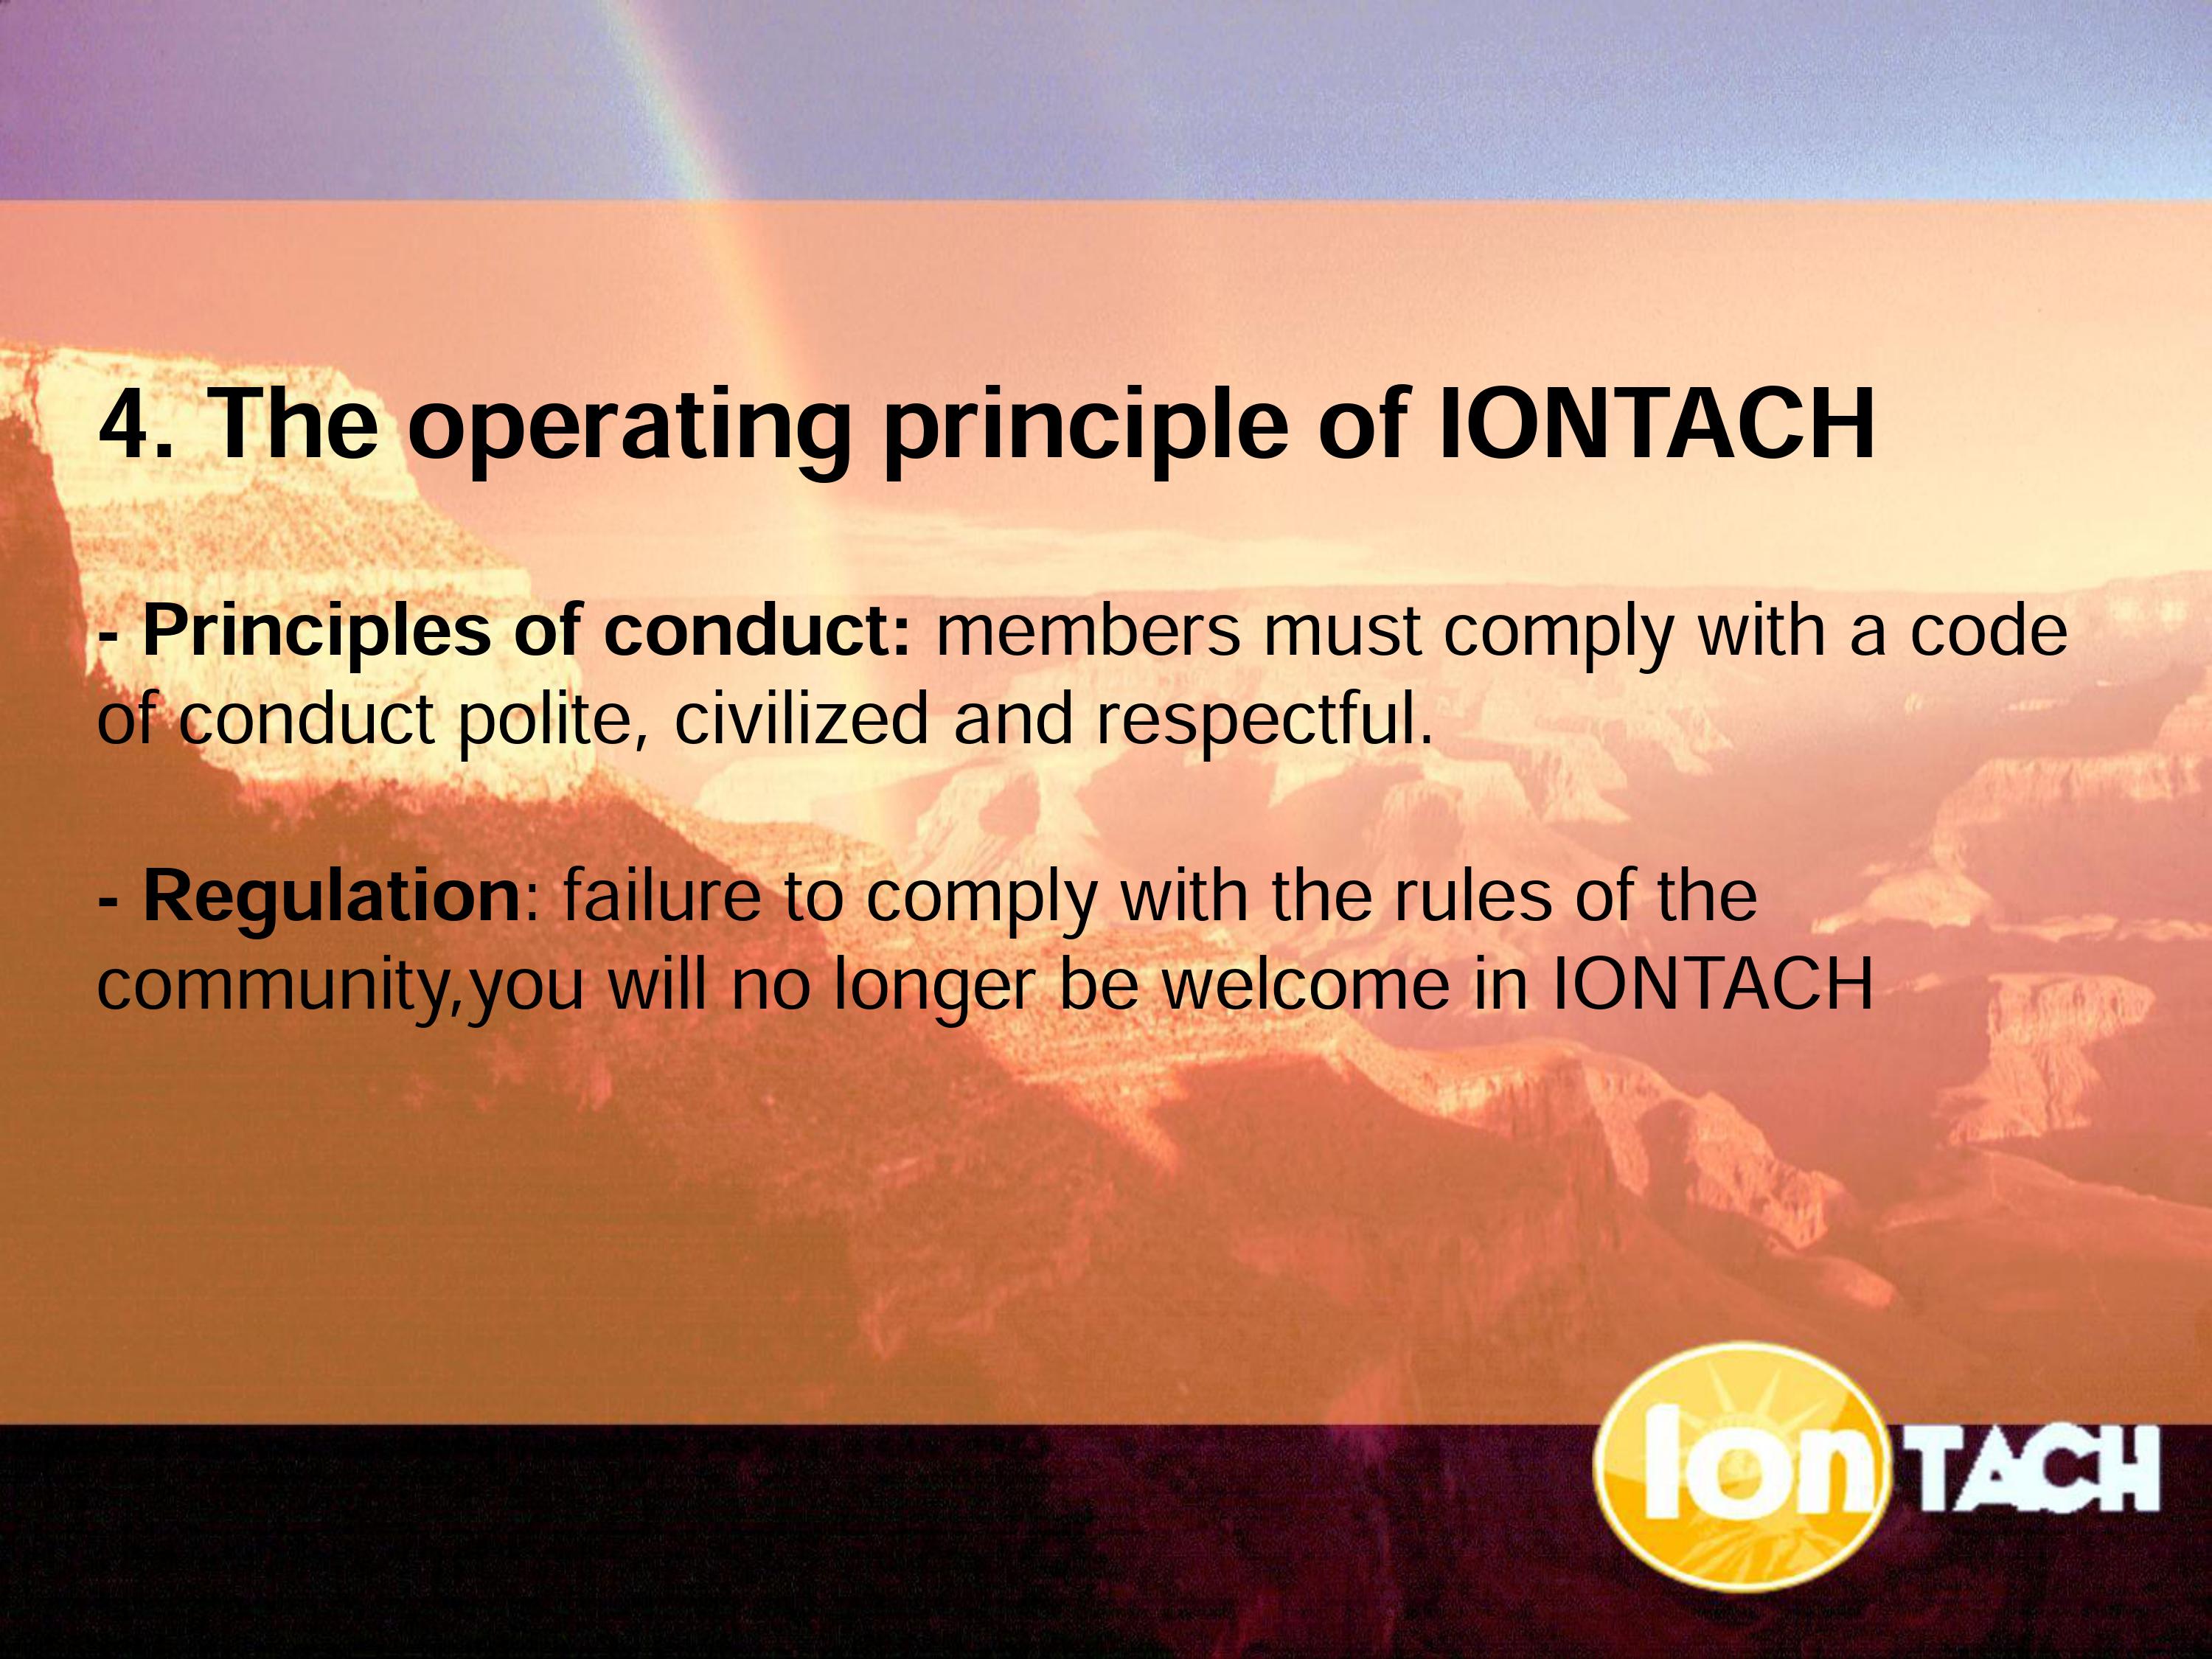 4. The operating principle of IONTACH
- Principles of conduct: members must comply with a code
of conduct polite, civilized and respectful.
- Regulation: failure to comply with the rules of the
community,you will no longer be welcome in IONTACH
Ion TACH